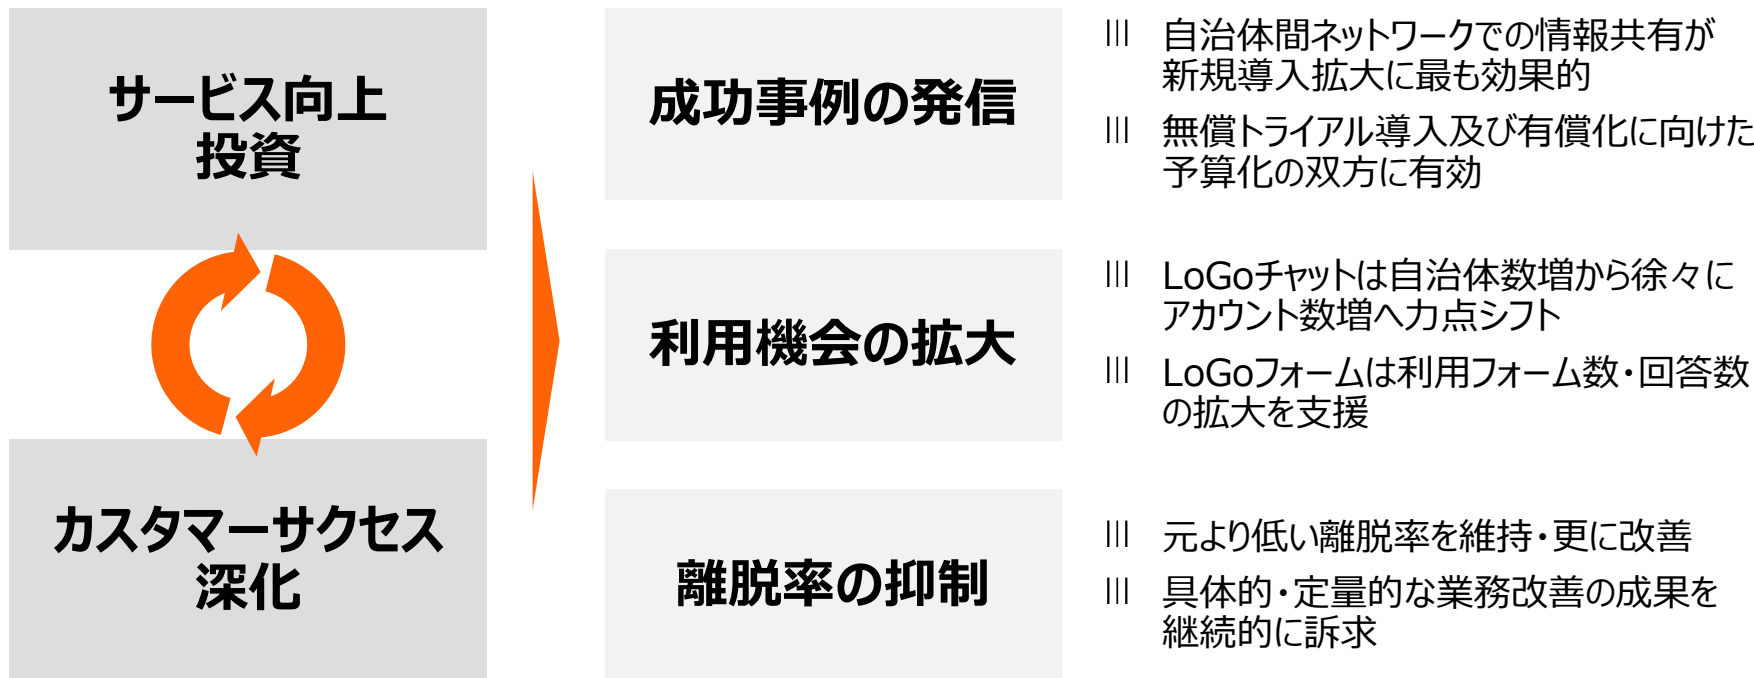 サービス向上
投資
カスタマーサクセス
深化
成功事例の発信
自治体間ネットワークでの情報共有が
新規導入拡大に最も効果的
無償トライアル導入及び有償化に向けた
予算化の双方に有効
利用機会の拡大
LoGoチャットは自治体数増から徐々に
アカウント数増へ力点シフト
LoGoフォームは利用フォーム数・回答数
の拡大を支援
離脱率の抑制
元より低い離脱率を維持・更に改善
具体的・定量的な業務改善の成果を
継続的に訴求